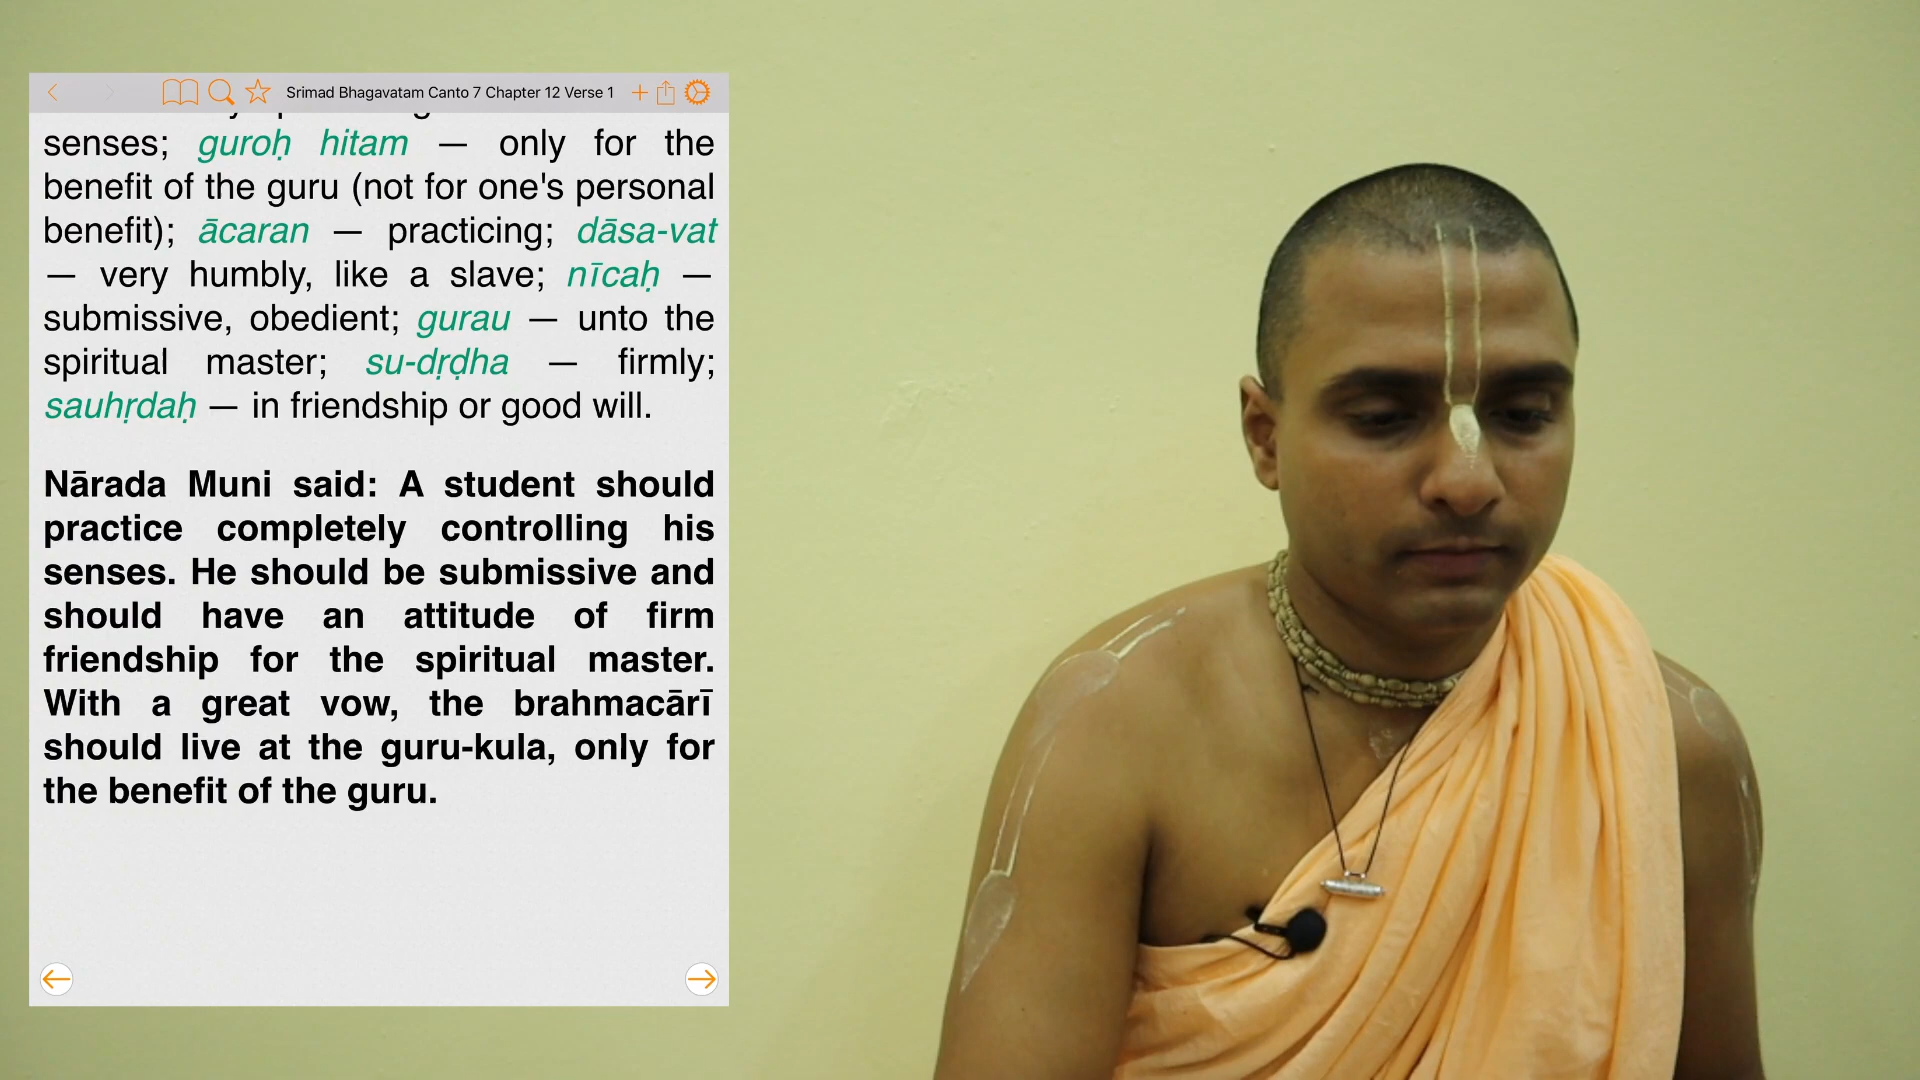 Srimad Bhagavatam Canto 7 Chapter 12 Verse 1
senses; guroḥ hitam — only for the
benefit of the guru (not for one's personal
benefit); ācaran — practicing; dāsa-vat
— very humbly, like a slave; nīcaḥ —
submissive, obedient; gurau — unto the
spiritual master; su-dṛḍha — firmly;
sauhṛdaḥ — in friendship or good will.
Nārada Muni said: A student should
practice completely controlling his
senses. He should be submissive and
should have an attitude of firm
friendship for the spiritual master.
With a great vow, the brahmacārī
should live at the guru-kula, only for
the benefit of the guru.